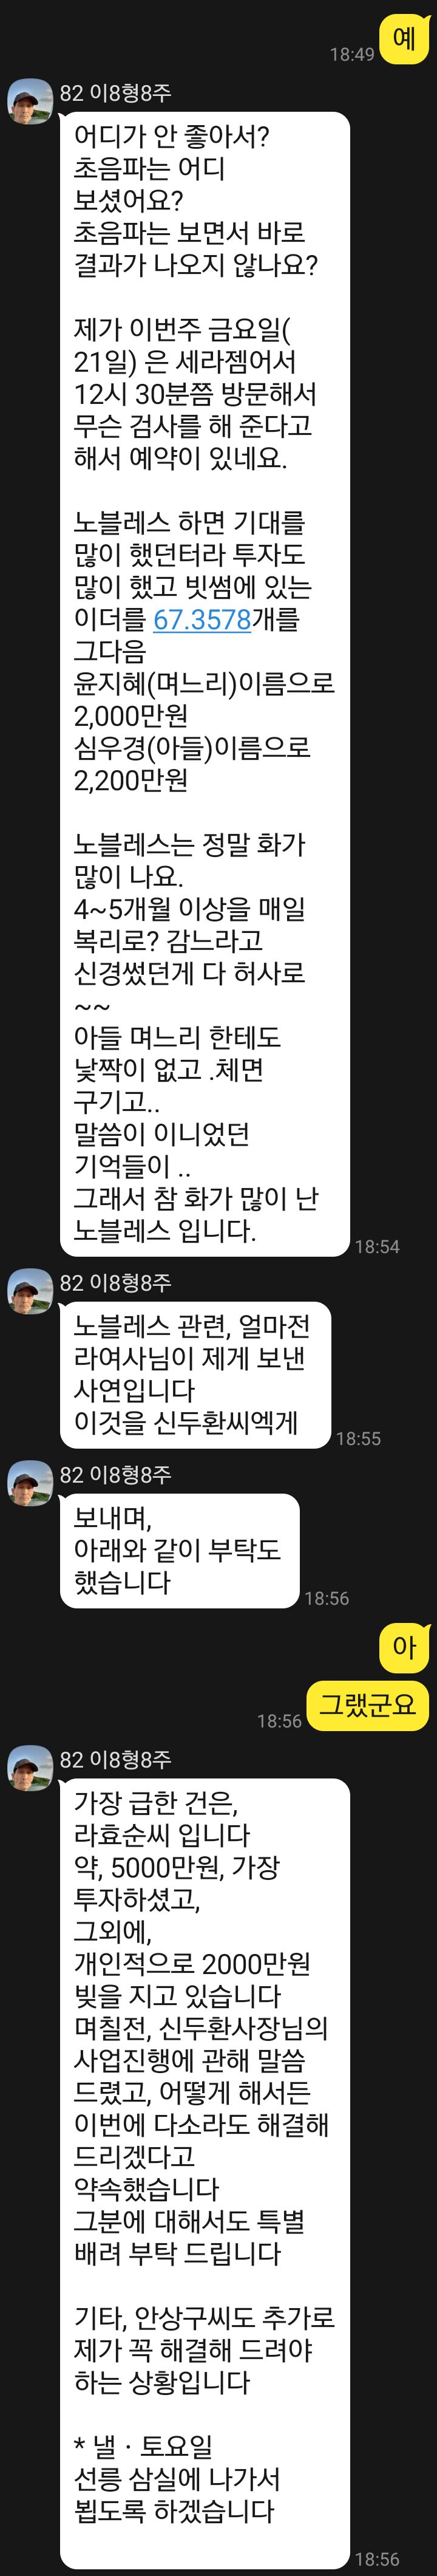 예
18:49
82 이8형8주
어디가 안 좋아서?
초음파는 어디
보셨어요?
초음파는 보면서 바로
결과가 나오지 않나요?
제가 이번주 금요일(
21일) 은 세라젬어서
12시 30분쯤 방문해서
무슨 검사를 해 준다고
해서 예약이 있네요.
노블레스 하면 기대를
많이 했던터라 투자도
많이 했고 빗썸에 있는
이더를 67.3578개를
그다음
윤지혜(며느리)이름으로
2,000만원
심우경(아들)이름으로
2,200만원
노블레스는 정말 화가
많이 나요.
4~5개월 이상을 매일
복리로? 감느라고
신경썼던게 다 허사로
~~
아들 며느리 한테도
낯짝이 없고 .체면
구기고..
말씀이 이니었던
기억들이 ..
그래서 참 화가 많이 난
노블레스 입니다.
18:54
82 이8형8주
노블레스 관련, 얼마전
라여사님이 제게 보낸
사연입니다
이것을 신두환씨엑게
18:55
82 이8형8주
보내며,
아래와 같이 부탁도
했습니다
18:56
아
그랬군요
18:56
82 이8형8주
가장 급한 건은,
라효순씨 입니다
약, 5000만원, 가장
투자하셨고,
그외에,
개인적으로 2000만원
빚을 지고 있습니다
며칠전, 신두환사장님의
사업진행에 관해 말씀
드렸고, 어떻게 해서든
이번에 다소라도 해결해
드리겠다고
약속했습니다
그분에 대해서도 특별
배려 부탁 드립니다
기타, 안상구씨도 추가로
제가 꼭 해결해 드려야
하는 상황입니다
* 낼 · 토요일
선릉 삼실에 나가서
뵙도록 하겠습니다
18:56